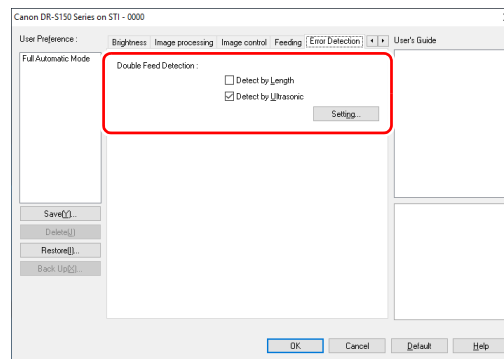 Canon DR-S150 Series on STI - 0000
User Preference :
Full Automatic Mode
Save(Y)...
Delete(J)
Restore(I)...
Back Up(X)...
Brightness Image processing Image control Feeding Error Detection
Double Feed Detection :
Detect by Length
Detect by Ultrasonic
Setting...
User's Guide
OK Cancel Default Help